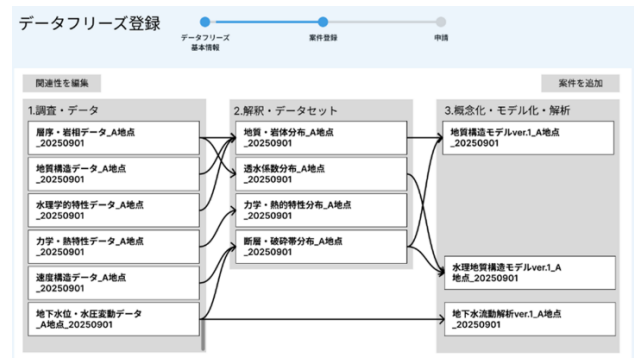 データフリーズ登録
データフリーズ
基本情報
案件登録
申請
関連性を編集
案件を追加
1.調査・データ
層序・岩相データ_A地点
_20250901
地質構造データ_A地点
_20250901
水理学的特性データ_A地点
_20250901
力学・熱特性データ_A地点
_20250901
速度構造データ_A地点
_20250901
地下水位・水圧変動データ
_A地点_20250901
2.解釈・データセット
地質・岩体分布_A地点
_20250901
透水係数分布_A地点
_20250901
力学・熱的特性分布_A地点
_20250901
断層・破砕帯分布_A地点
_20250901
3.概念化・モデル化・解析
地質構造モデルver.1_A地点
_20250901
水理地質構造モデルver.1_A
地点_20250901
地下水流動解析ver.1_A地点
_20250901